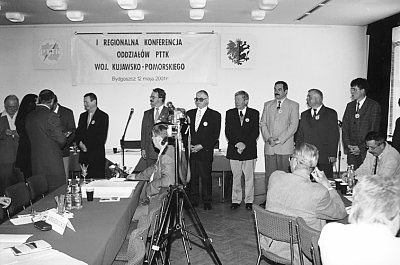 I REGIONALNA KONFERENCJA
ODDZIAŁÓW PTTK
WOJ. KUJAWSKO-POMORSKIEGO
Bydgoszcz 12 maja 2001r